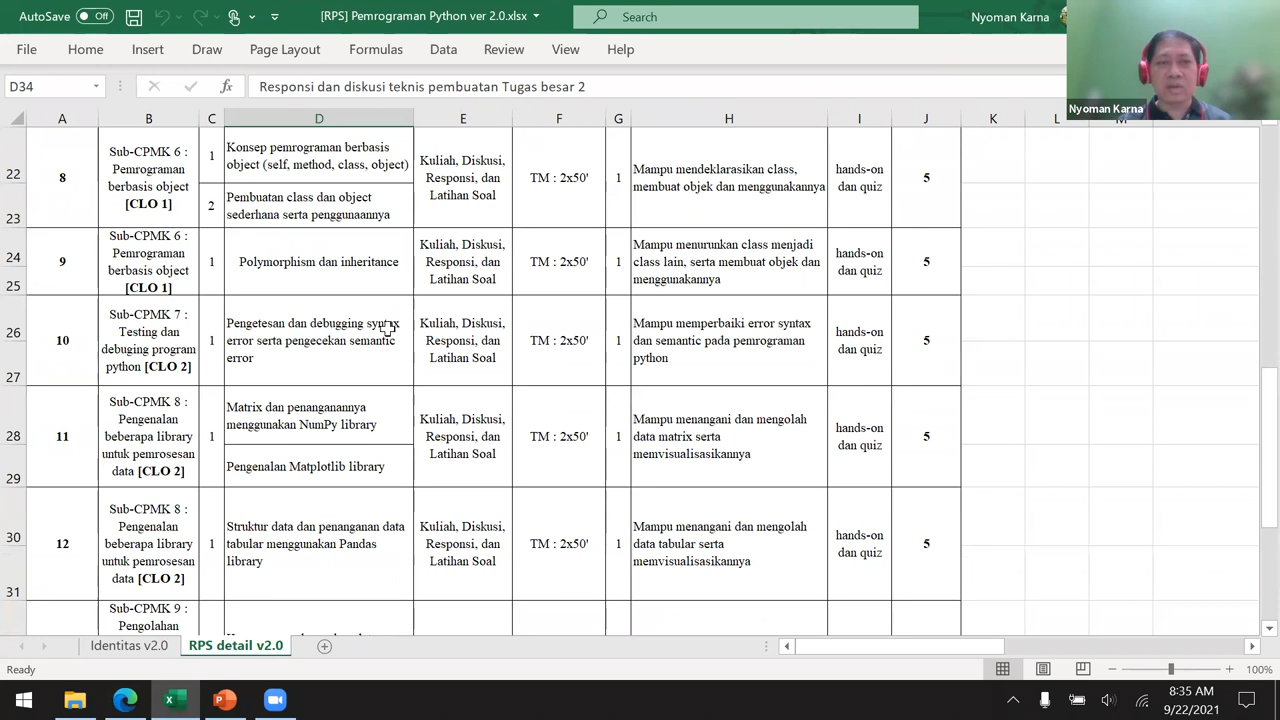 AutoSave Off [RPS] Pemrograman Python ver 2.0.xlsx Search Nyoman Karna
File Home Insert Draw Page Layout Formulas Data Review View Help
Nyoman Karna
D34 fx Responsi dan diskusi teknis pembuatan Tugas besar 2
A B C D E F G H I J K L M
22
23
8
Sub-CPMK 6 :
Pemrograman
berbasis object
[CLO 1]
1
Konsep pemrograman berbasis
object (self, method, class, object)
2
Pembuatan class dan object
sederhana serta penggunaannya
Kuliah, Diskusi,
Responsi, dan
Latihan Soal
TM : 2x50'
1
Mampu mendeklarasikan class,
membuat objek dan menggunakannya
hands-on
dan quiz
5
24
25
9
Sub-CPMK 6 :
Pemrograman
berbasis object
[CLO 1]
1
Polymorphism dan inheritance
Kuliah, Diskusi,
Responsi, dan
Latihan Soal
TM : 2x50'
1
Mampu menurunkan class menjadi
class lain, serta membuat objek dan
menggunakannya
hands-on
dan quiz
5
26
27
10
Sub-CPMK 7 :
Testing dan
debuging program
python [CLO 2]
1
Pengetesan dan debugging syntax
error serta pengecekan semantic
error
Kuliah, Diskusi,
Responsi, dan
Latihan Soal
TM : 2x50'
1
Mampu memperbaiki error syntax
dan semantic pada pemrograman
python
hands-on
dan quiz
5
28
29
11
Sub-CPMK 8 :
Pengenalan
beberapa library
untuk pemrosesan
data [CLO 2]
1
Matrix dan penanganannya
menggunakan NumPy library
Pengenalan Matplotlib library
Kuliah, Diskusi,
Responsi, dan
Latihan Soal
TM : 2x50'
1
Mampu menangani dan mengolah
data matrix serta
memvisualisasikannya
hands-on
dan quiz
5
30
31
12
Sub-CPMK 8 :
Pengenalan
beberapa library
untuk pemrosesan
data [CLO 2]
1
Struktur data dan penanganan data
tabular menggunakan Pandas
library
Kuliah, Diskusi,
Responsi, dan
Latihan Soal
TM : 2x50'
1
Mampu menangani dan mengolah
data tabular serta
memvisualisasikannya
hands-on
dan quiz
5
Sub-CPMK 9 :
Pengolahan
Identitas v2.0 RPS detail v2.0
Ready 100%
8:35 AM
9/22/2021